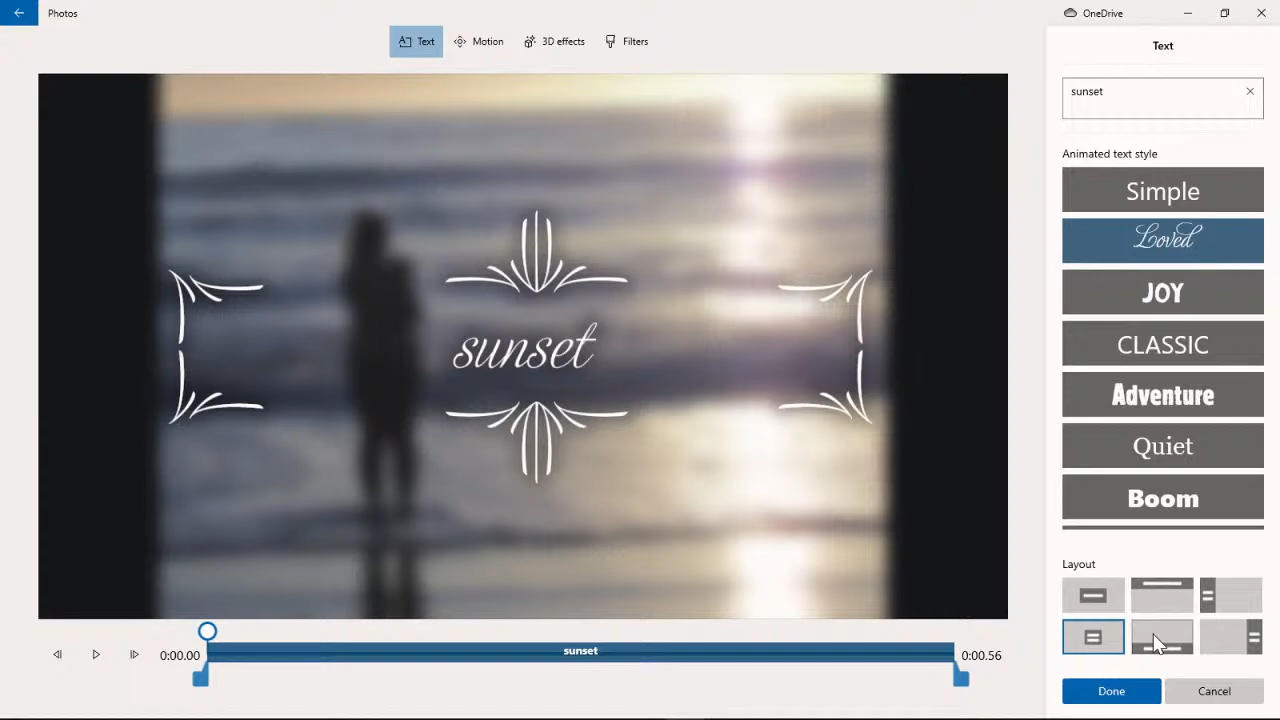 Photos
OneDrive
Text
Motion
3D effects
Filters
Text
sunset
Animated text style
Simple
Loved
JOY
CLASSIC
Adventure
Quiet
Boom
sunset
Layout
0:00.00
sunset
0:00.56
Done
Cancel